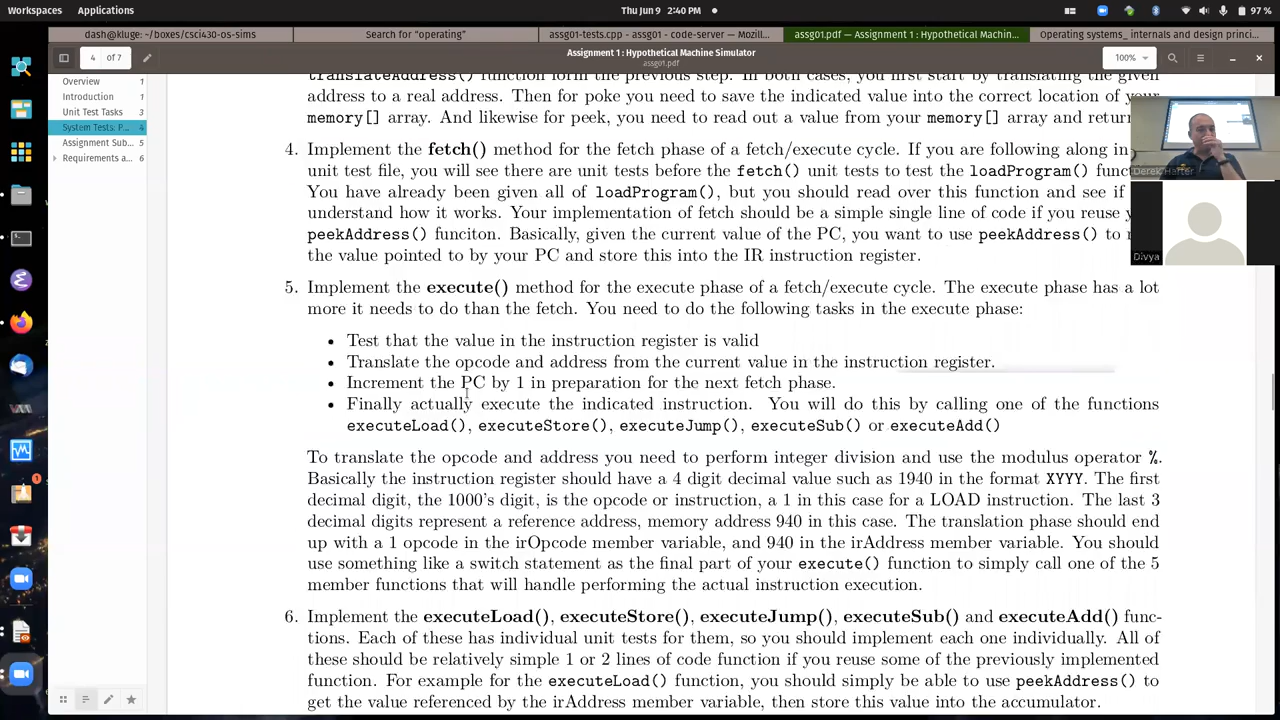 Workspaces Applications Thu Jun 9 2:40 PM 97 %
dash@kluge: ~/boxes/csci430-os-sims Search for "operating" assg01-tests.cpp - assg01 - code-server — Mozill... assg01.pdf — Assignment 1 : Hypothetical Machin... Operating systems_ internals and design princi...
4 of 7 Assignment 1 : Hypothetical Machine Simulator 100%
assg01.pdf
Overview 1
Introduction 1
Unit Test Tasks 3
System Tests: P... 4
Assignment Sub... 5
Requirements a... 6
translateAddress() function form the previous step. In both cases, you first start by translating the given
address to a real address. Then for poke you need to save the indicated value into the correct location of your
memory[] array. And likewise for peek, you need to read out a value from your memory[] array and return
4. Implement the fetch() method for the fetch phase of a fetch/execute cycle. If you are following along in
unit test file, you will see there are unit tests before the fetch() unit tests to test the loadProgram() func
You have already been given all of loadProgram(), but you should read over this function and see if
understand how it works. Your implementation of fetch should be a simple single line of code if you reuse
peekAddress() funciton. Basically, given the current value of the PC, you want to use peekAddress() to
the value pointed to by your PC and store this into the IR instruction register.
Derek Harter
Divya
5. Implement the execute() method for the execute phase of a fetch/execute cycle. The execute phase has a lot
more it needs to do than the fetch. You need to do the following tasks in the execute phase:
• Test that the value in the instruction register is valid
• Translate the opcode and address from the current value in the instruction register.
• Increment the PC by 1 in preparation for the next fetch phase.
• Finally actually execute the indicated instruction. You will do this by calling one of the functions
executeLoad(), executeStore(), executeJump(), executeSub() or executeAdd()
To translate the opcode and address you need to perform integer division and use the modulus operator %.
Basically the instruction register should have a 4 digit decimal value such as 1940 in the format XYYY. The first
decimal digit, the 1000's digit, is the opcode or instruction, a 1 in this case for a LOAD instruction. The last 3
decimal digits represent a reference address, memory address 940 in this case. The translation phase should end
up with a 1 opcode in the irOpcode member variable, and 940 in the irAddress member variable. You should
use something like a switch statement as the final part of your execute() function to simply call one of the 5
member functions that will handle performing the actual instruction execution.
6. Implement the executeLoad(), executeStore(), executeJump(), executeSub() and executeAdd() func-
tions. Each of these has individual unit tests for them, so you should implement each one individually. All of
these should be relatively simple 1 or 2 lines of code function if you reuse some of the previously implemented
function. For example for the executeLoad() function, you should simply be able to use peekAddress() to
get the value referenced by the irAddress member variable, then store this value into the accumulator.